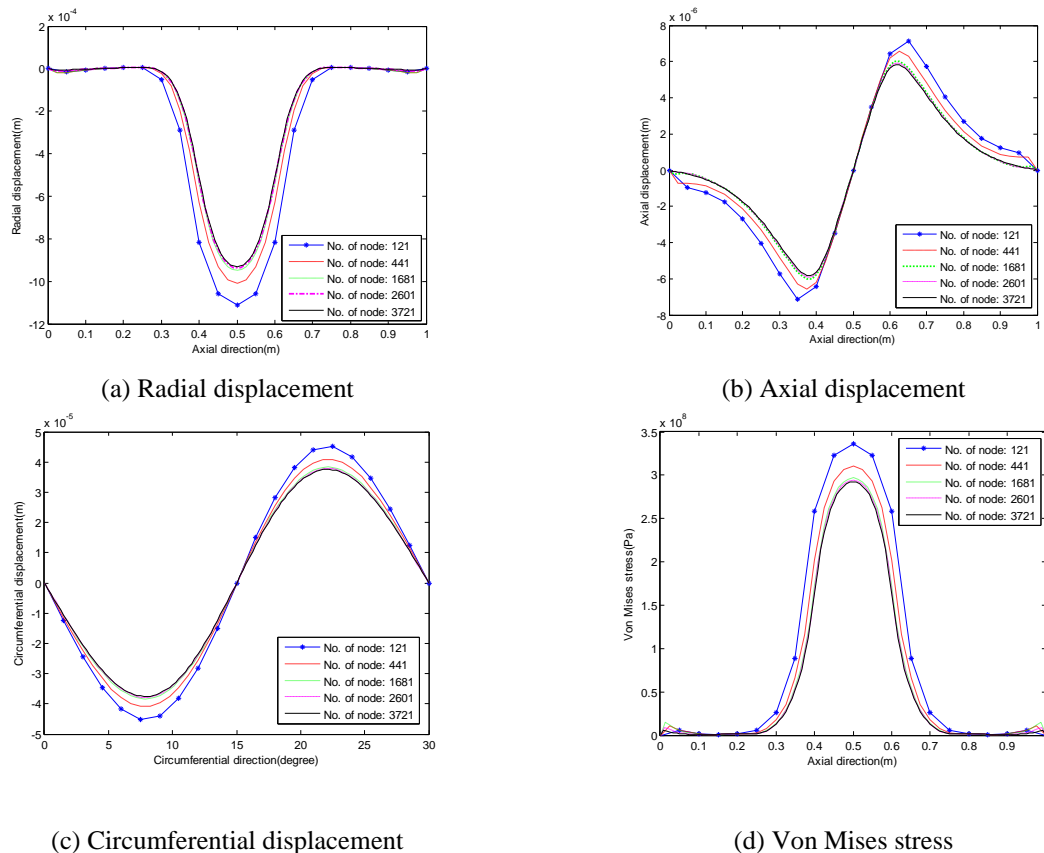 x 10^-4
Radial displacement(m)
0
-2
-4
-6
-8
-10
-12
0 0.1 0.2 0.3 0.4 0.5 0.6 0.7 0.8 0.9 1
Axial direction(m)
No. of node: 121
No. of node: 441
No. of node: 1681
No. of node: 2601
No. of node: 3721
(a) Radial displacement
x 10^-6
Axial displacement(m)
8
6
4
2
0
-2
-4
-6
-8
0 0.1 0.2 0.3 0.4 0.5 0.6 0.7 0.8 0.9 1
Axial direction(m)
No. of node: 121
No. of node: 441
No. of node: 1681
No. of node: 2601
No. of node: 3721
(b) Axial displacement
x 10^-5
Circumferential displacement(m)
5
4
3
2
1
0
-1
-2
-3
-4
-5
0 5 10 15 20 25 30
Circumferential direction(degree)
No. of node: 121
No. of node: 441
No. of node: 1681
No. of node: 2601
No. of node: 3721
(c) Circumferential displacement
x 10^8
Von Mises stress(Pa)
3.5
3
2.5
2
1.5
1
0.5
0
0 0.1 0.2 0.3 0.4 0.5 0.6 0.7 0.8 0.9
Axial direction(m)
No. of node: 121
No. of node: 441
No. of node: 1681
No. of node: 2601
No. of node: 3721
(d) Von Mises stress